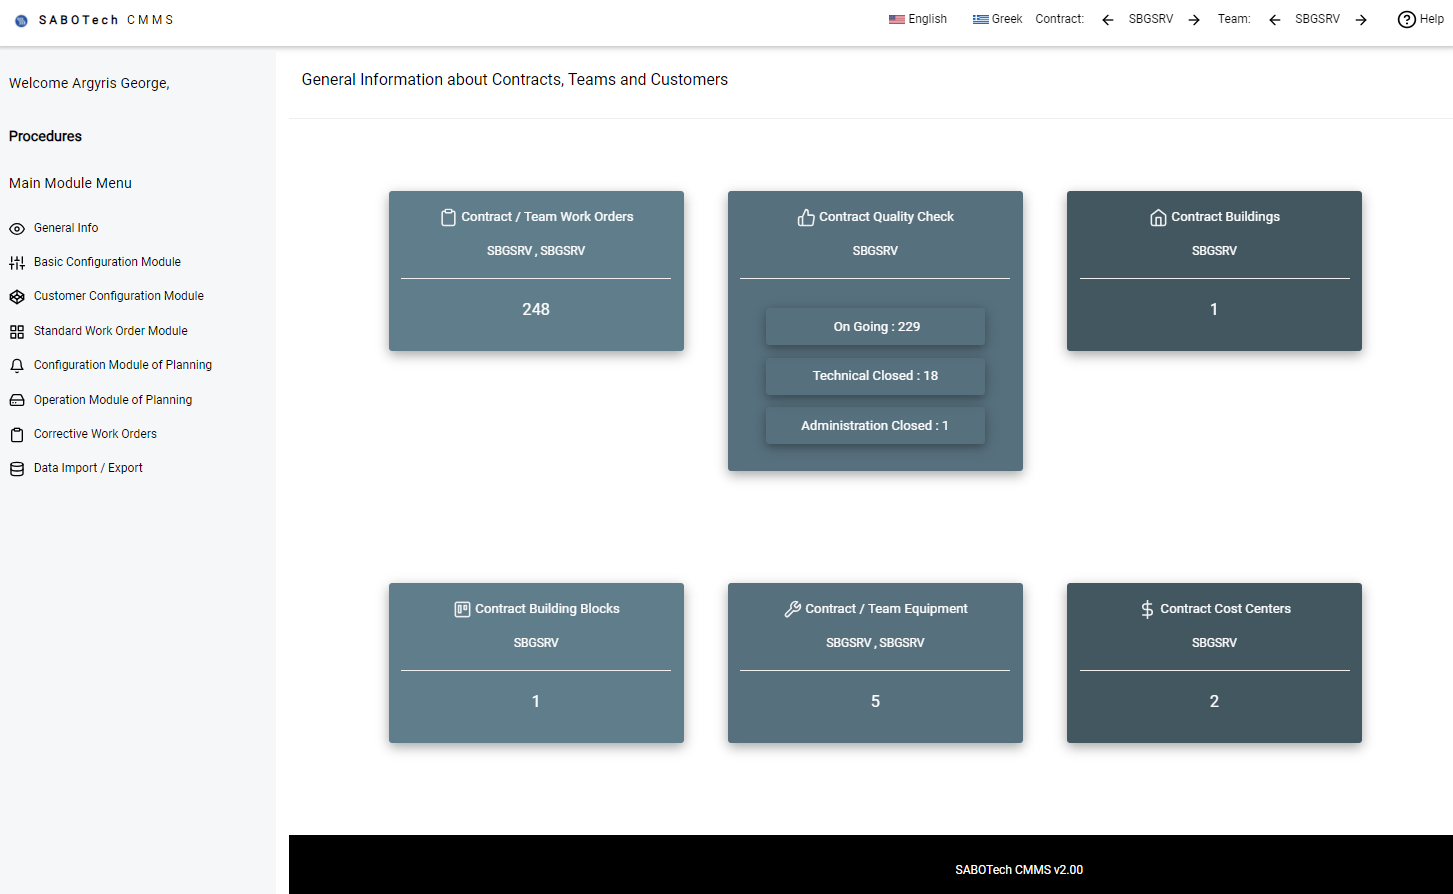 SABOTech CMMS
English Greek Contract: SBGSRV Team: SBGSRV Help
Welcome Argyris George,
Procedures
Main Module Menu
General Info
Basic Configuration Module
Customer Configuration Module
Standard Work Order Module
Configuration Module of Planning
Operation Module of Planning
Corrective Work Orders
Data Import / Export
General Information about Contracts, Teams and Customers
Contract / Team Work Orders
SBGSRV , SBGSRV
248
Contract Quality Check
SBGSRV
On Going : 229
Technical Closed : 18
Administration Closed : 1
Contract Buildings
SBGSRV
1
Contract Building Blocks
SBGSRV
1
Contract / Team Equipment
SBGSRV , SBGSRV
5
Contract Cost Centers
SBGSRV
2
SABOTech CMMS v2.00